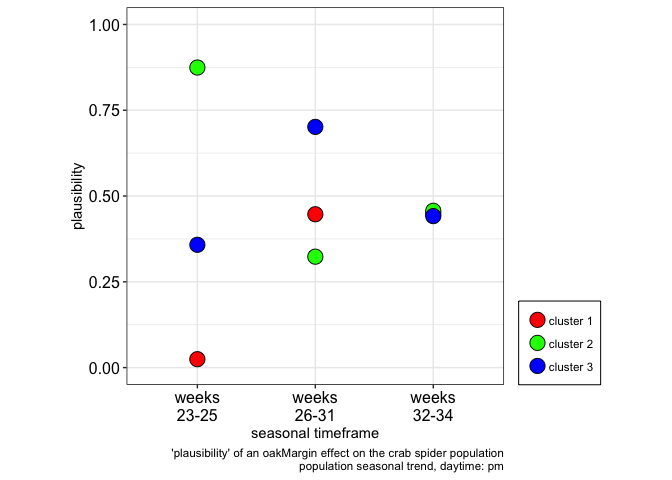 1.00
0.75
0.50
0.25
0.00
plausibility
weeks
23-25
weeks
26-31
weeks
32-34
seasonal timeframe
cluster 1
cluster 2
cluster 3
'plausibility' of an oakMargin effect on the crab spider population
population seasonal trend, daytime: pm